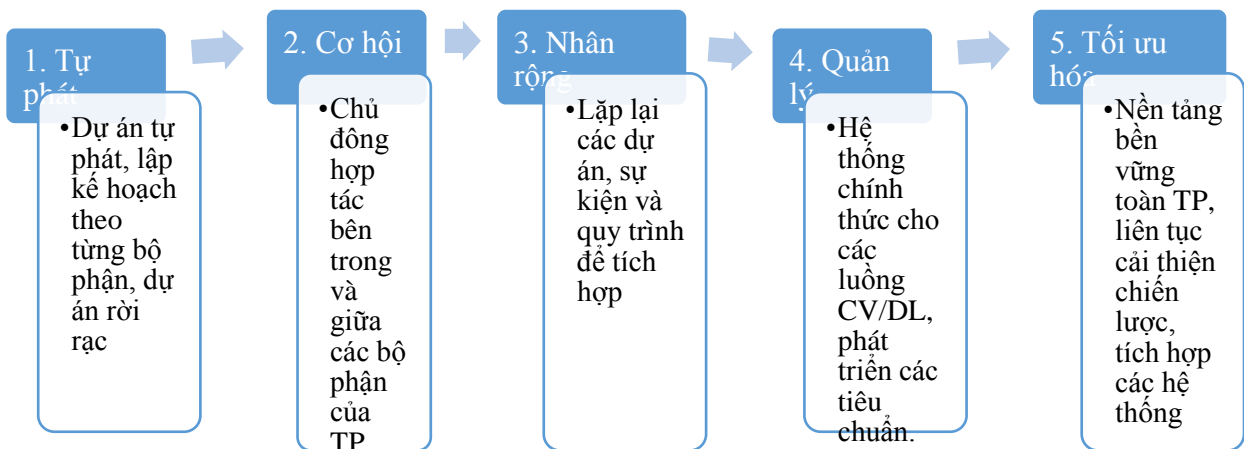 1. Tự
phát
•Dự án tự
phát, lập
kế hoạch
theo
từng bộ
phận, dự
án rời
rạc
2. Cơ hội
•Chủ
đông
hợp
tác
bên
trong
và
giữa
các bộ
phận
của
TP
3. Nhân
rộng
•Lặp lại
các dự
án, sự
kiện và
quy trình
để tích
hợp
4. Quản
lý
•Hệ
thống
chính
thức cho
các
luồng
CV/DL,
phát
triển các
tiêu
chuẩn.
5. Tối ưu
hóa
•Nền tảng
bền
vững
toàn TP,
liên tục
cải thiện
chiến
lược,
tích hợp
các hệ
thống